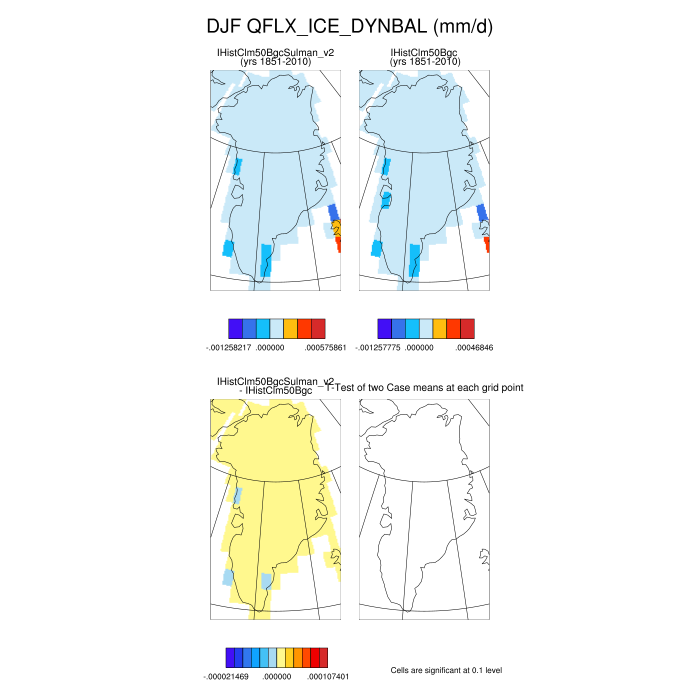 DJF QFLX_ICE_DYNBAL (mm/d)
IHistClm50BgcSulman_v2
(yrs 1851-2010)
IHistClm50Bgc
(yrs 1851-2010)
-.001258217 .000000 .000575861
-.001257775 .000000 .00046846
IHistClm50BgcSulman_v2
- IHistClm50Bgc
T-Test of two Case means at each grid point
-.000021469 .000000 .000107401
Cells are significant at 0.1 level